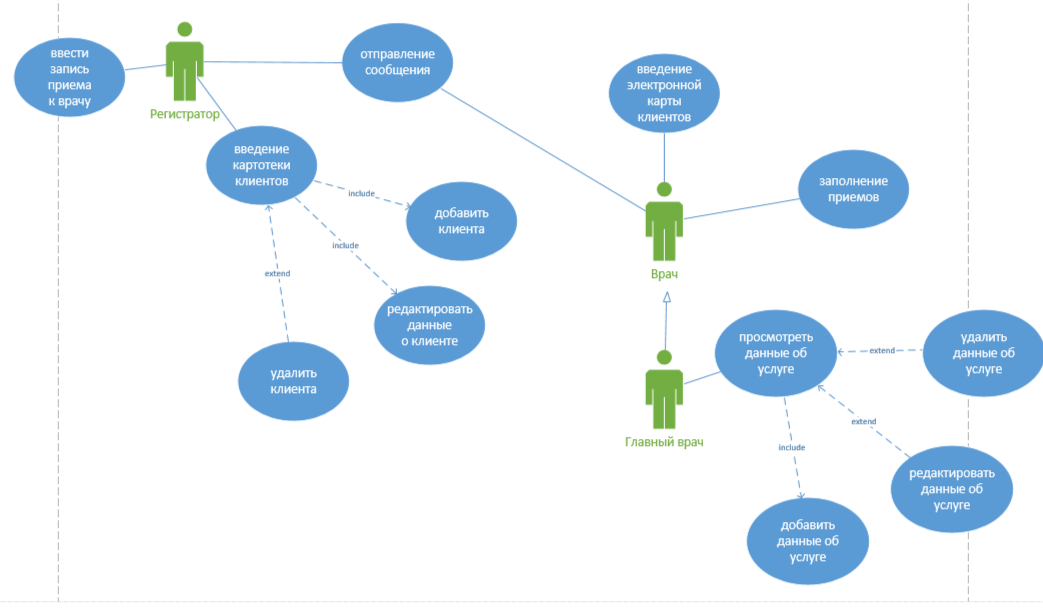 ввести
запись
приема
к врачу
Регистратор
отправление
сообщения
введение
картотеки
клиентов
include
добавить
клиента
include
редактировать
данные
о клиенте
extend
удалить
клиента
введение
электронной
карты
клиентов
заполнение
приемов
Врач
Главный врач
просмотреть
данные об
услуге
extend
удалить
данные об
услуге
extend
редактировать
данные об
услуге
include
добавить
данные об
услуге